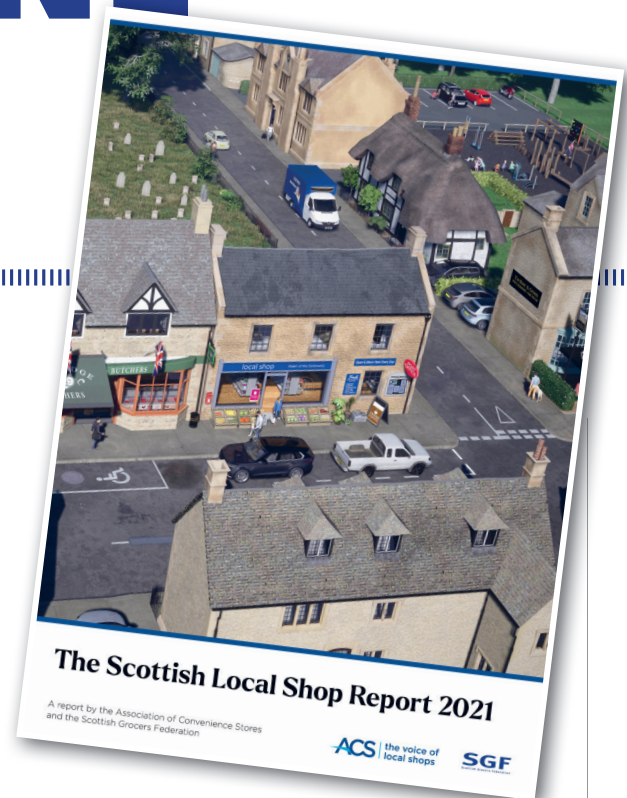 BUTCHERS
HERS
local shop
The Scottish Local Shop Report 2021
A report by the Association of Convenience Stores
and the Scottish Grocers Federation
ACS
the voice of
local shops
SGF